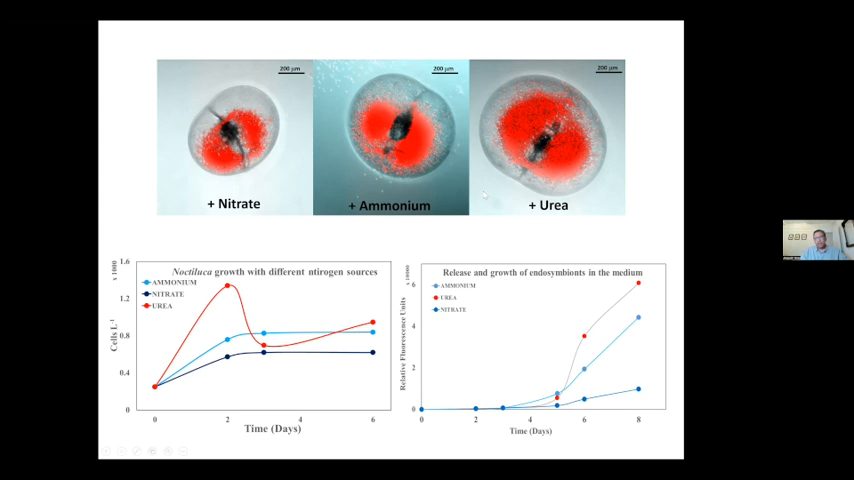 200 µm
200 µm
200 µm
+ Nitrate
+ Ammonium
+ Urea
Noctiluca growth with different ntirogen sources
x 1000
AMMONIUM
NITRATE
UREA
1.6
1.2
0.8
0.4
0
Cells L-1
0
2
4
6
Time (Days)
Release and growth of endosymbionts in the medium
AMMONIUM
UREA
NITRATE
6
4
2
0
Relative Fluorescence Units
0
2
4
6
8
Time (Days)